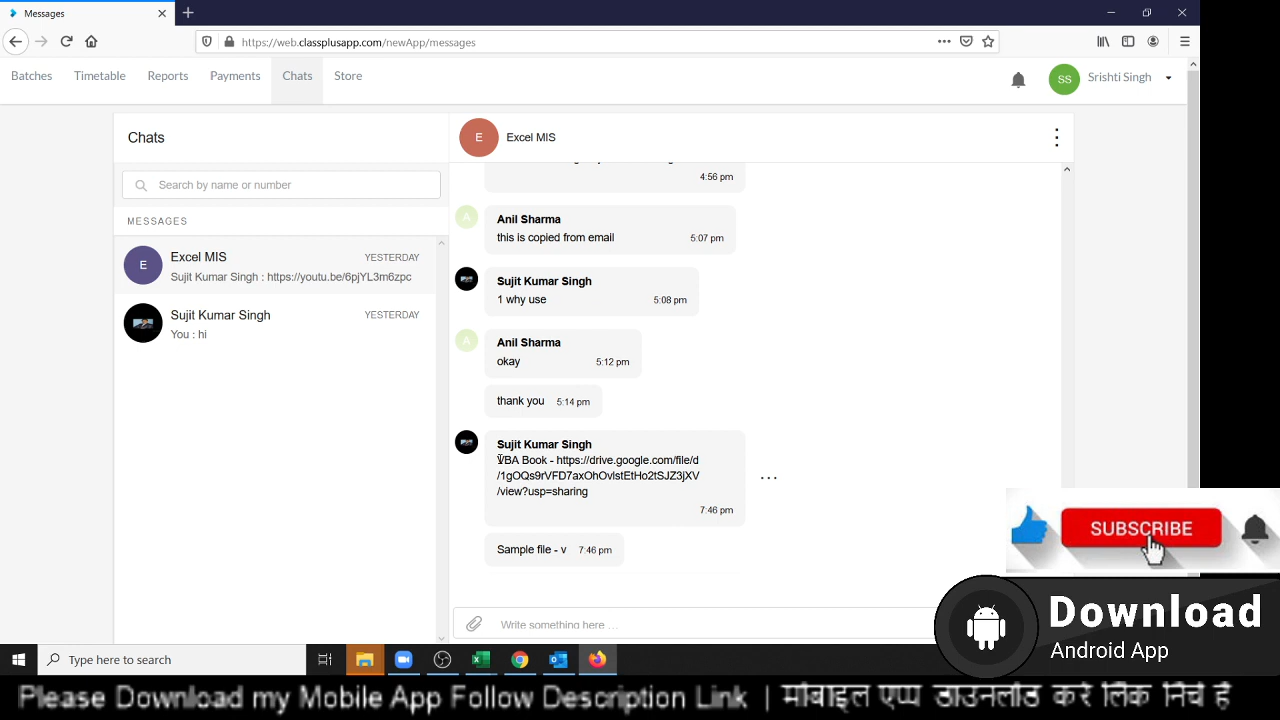 Messages
https://web.classplusapp.com/newApp/messages
Batches Timetable Reports Payments Chats Store
SS Srishti Singh
Chats
E Excel MIS
Search by name or number
4:56 pm
MESSAGES
A Anil Sharma
this is copied from email 5:07 pm
E Excel MIS YESTERDAY
Sujit Kumar Singh : https://youtu.be/6pjYL3m6zpc
Sujit Kumar Singh
1 why use 5:08 pm
Sujit Kumar Singh YESTERDAY
You : hi
A Anil Sharma
okay 5:12 pm
thank you 5:14 pm
Sujit Kumar Singh
VBA Book - https://drive.google.com/file/d
/1gOQs9rVFD7axOhOvlstEtHo2tSJZ3jXV
/view?usp=sharing
7:46 pm
Sample file - v 7:46 pm
SUBSCRIBE
Write something here ...
Download
Android App
Type here to search
Please Download my Mobile App Follow Description Link | मोबाइल एप्प डाउनलोड करे लिंक निचे है